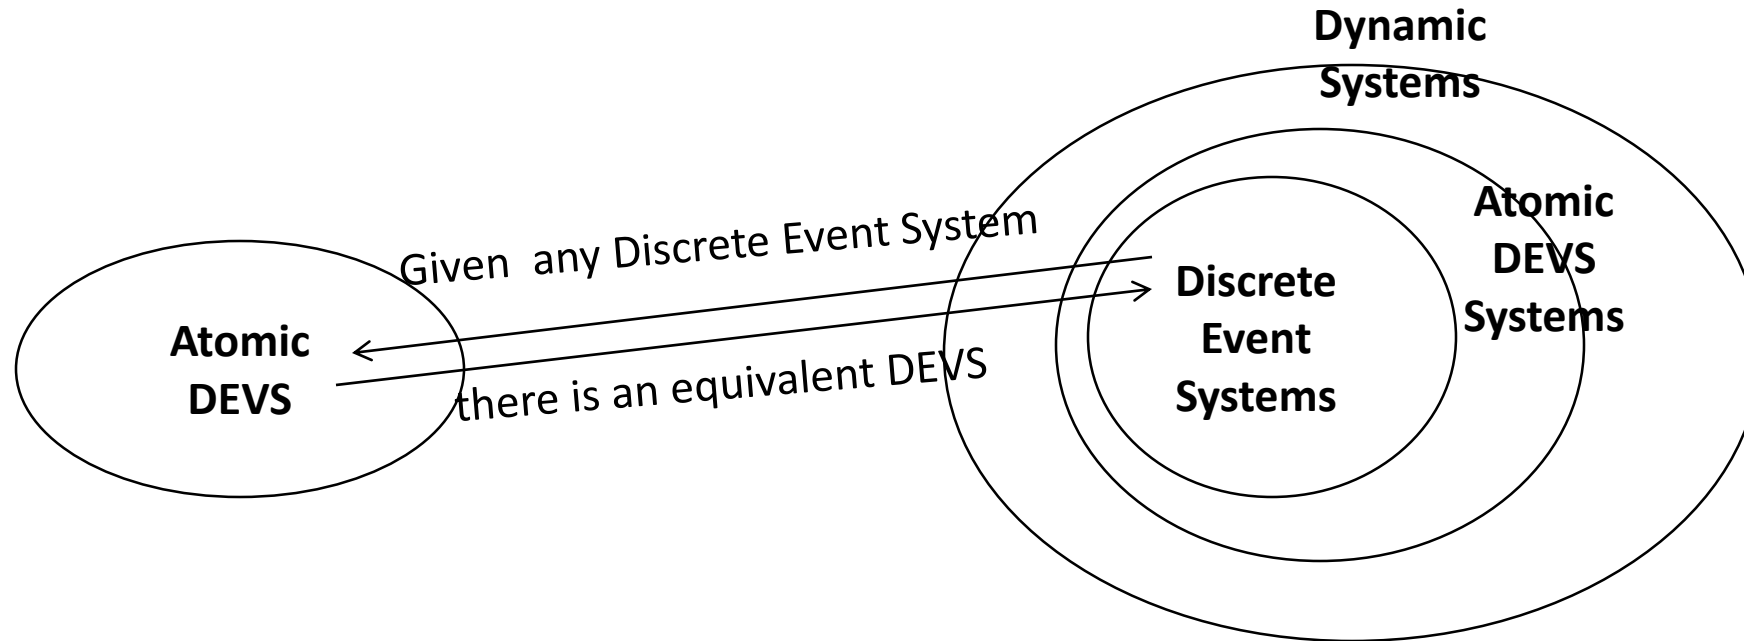 Dynamic
Systems
Given any Discrete Event System
Atomic
DEVS
Systems
Discrete
Event
Systems
Atomic
DEVS
there is an equivalent DEVS